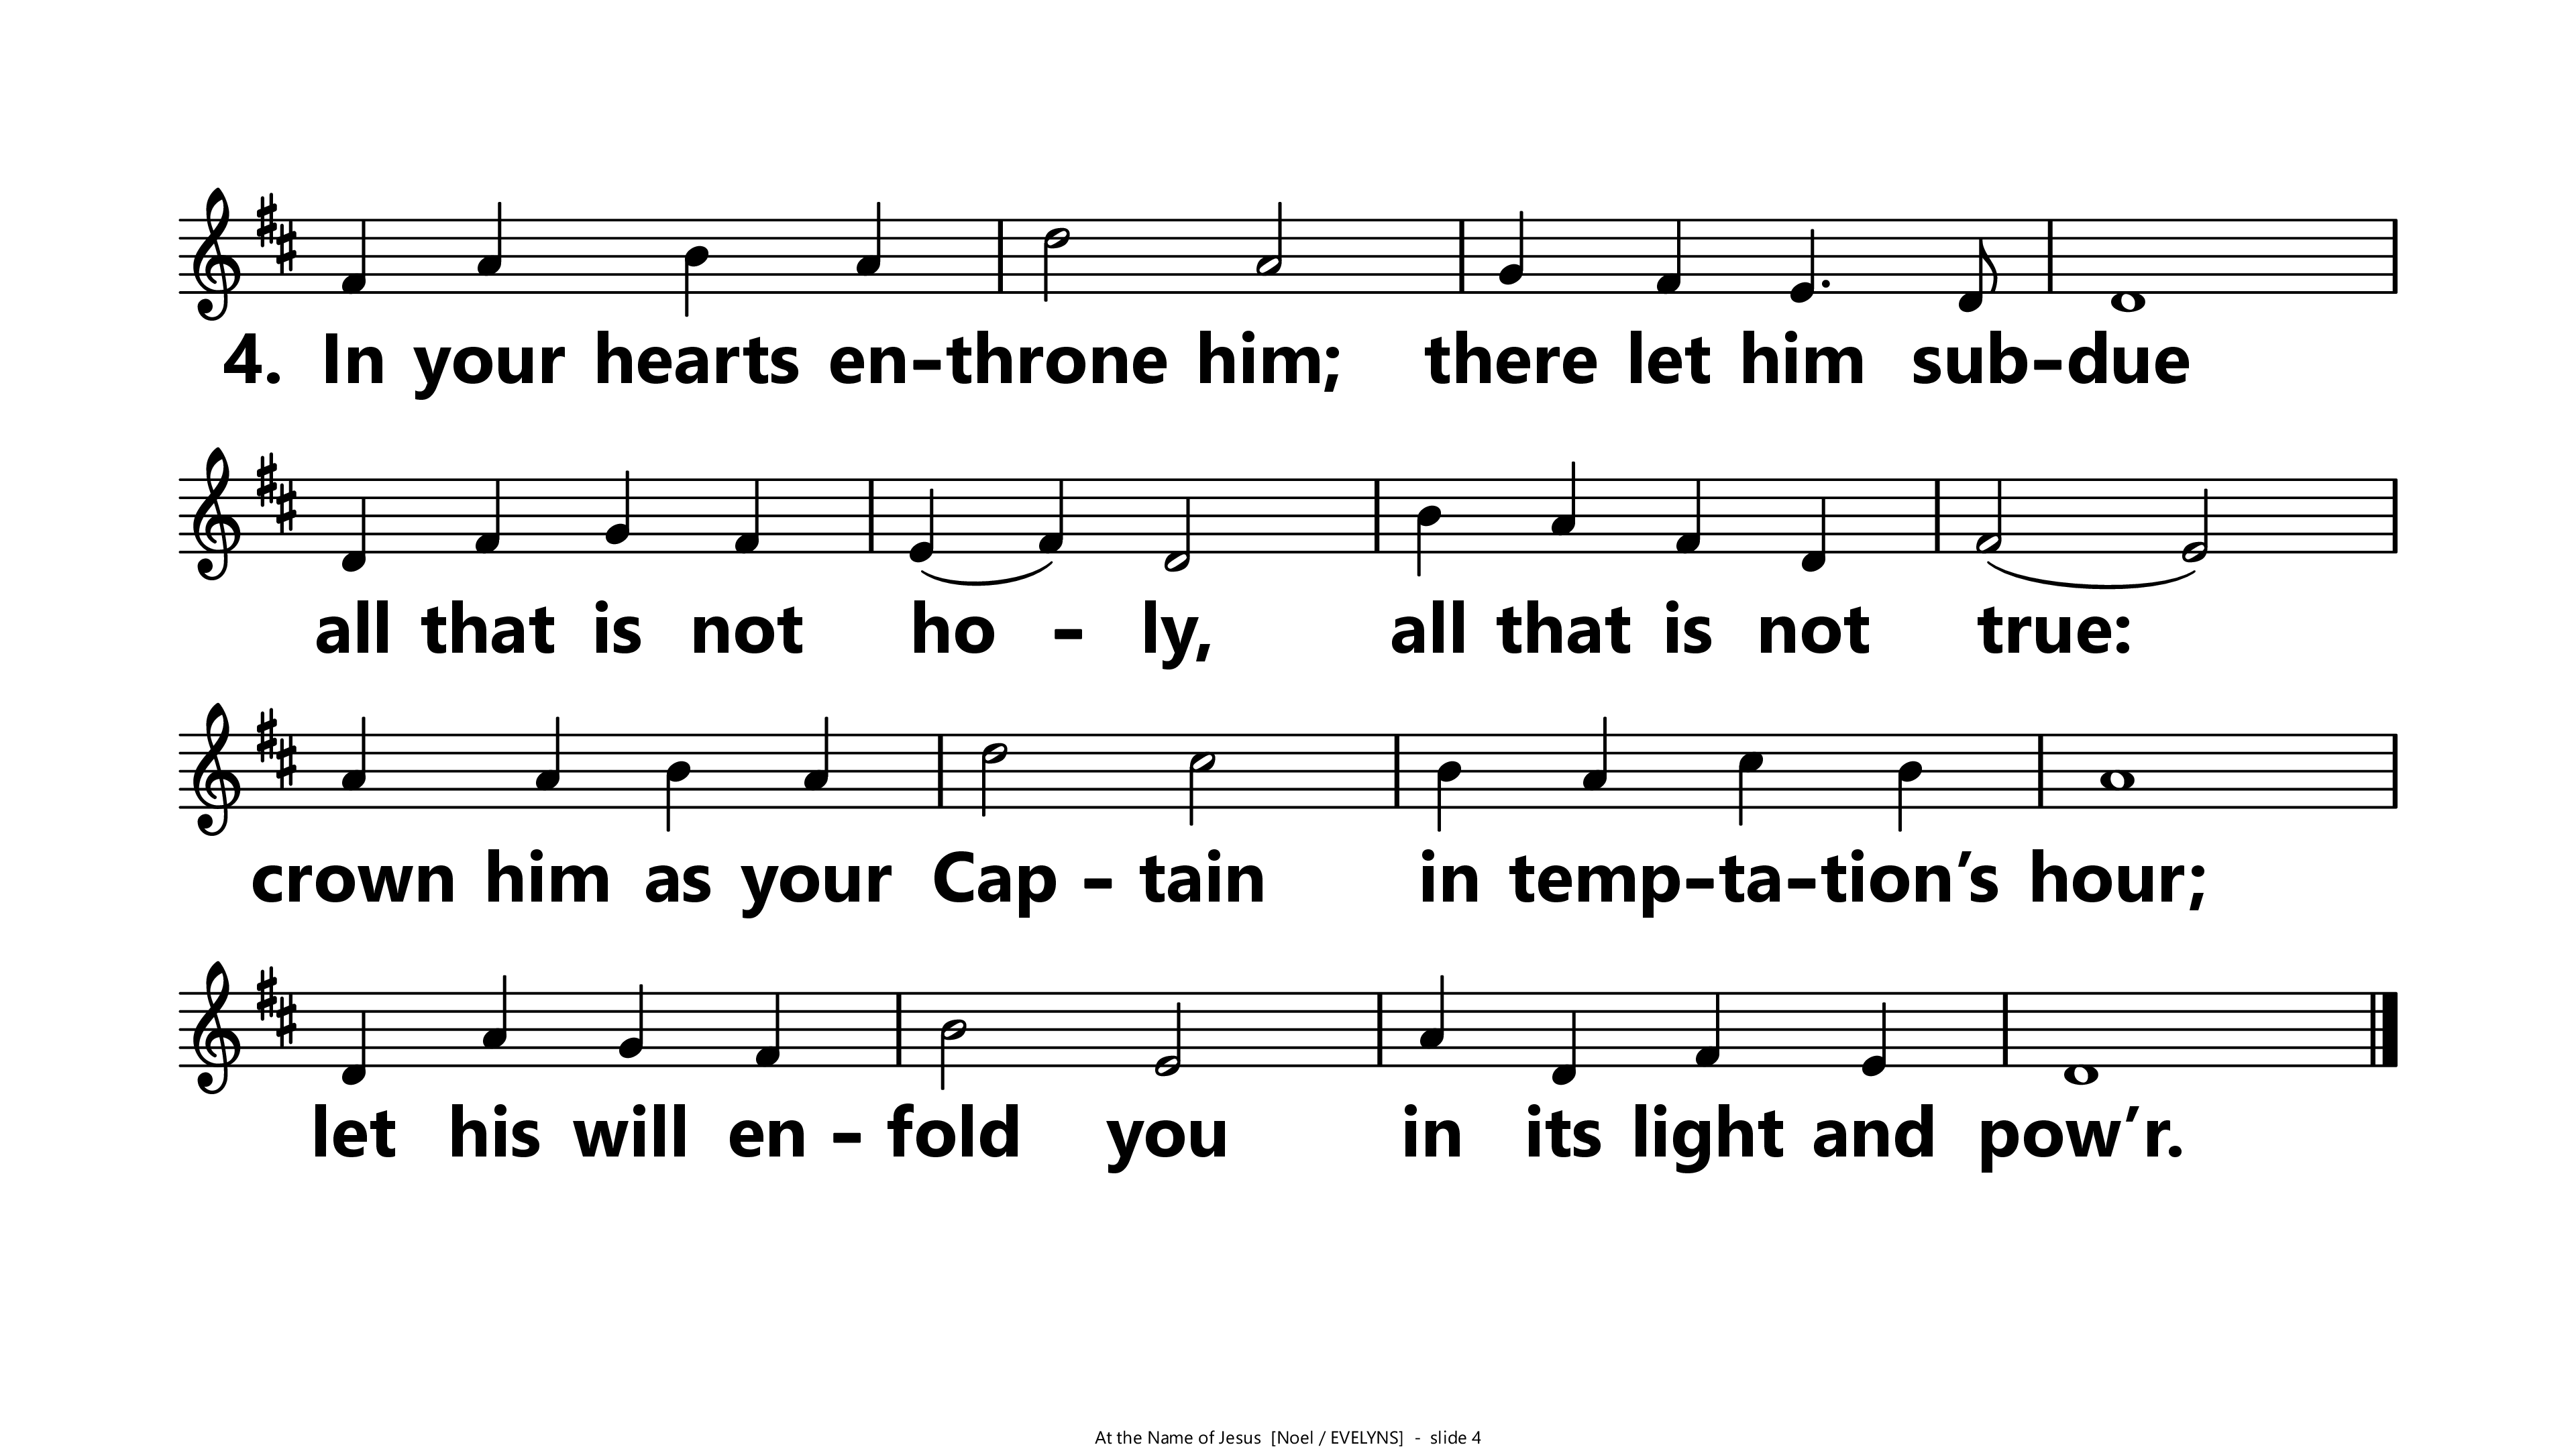 4. In your hearts en-throne him; there let him sub-due
all that is not ho - ly, all that is not true:
crown him as your Cap - tain in temp-ta-tion’s hour;
let his will en - fold you in its light and pow’r.
At the Name of Jesus [Noel / EVELYNS] - slide 4